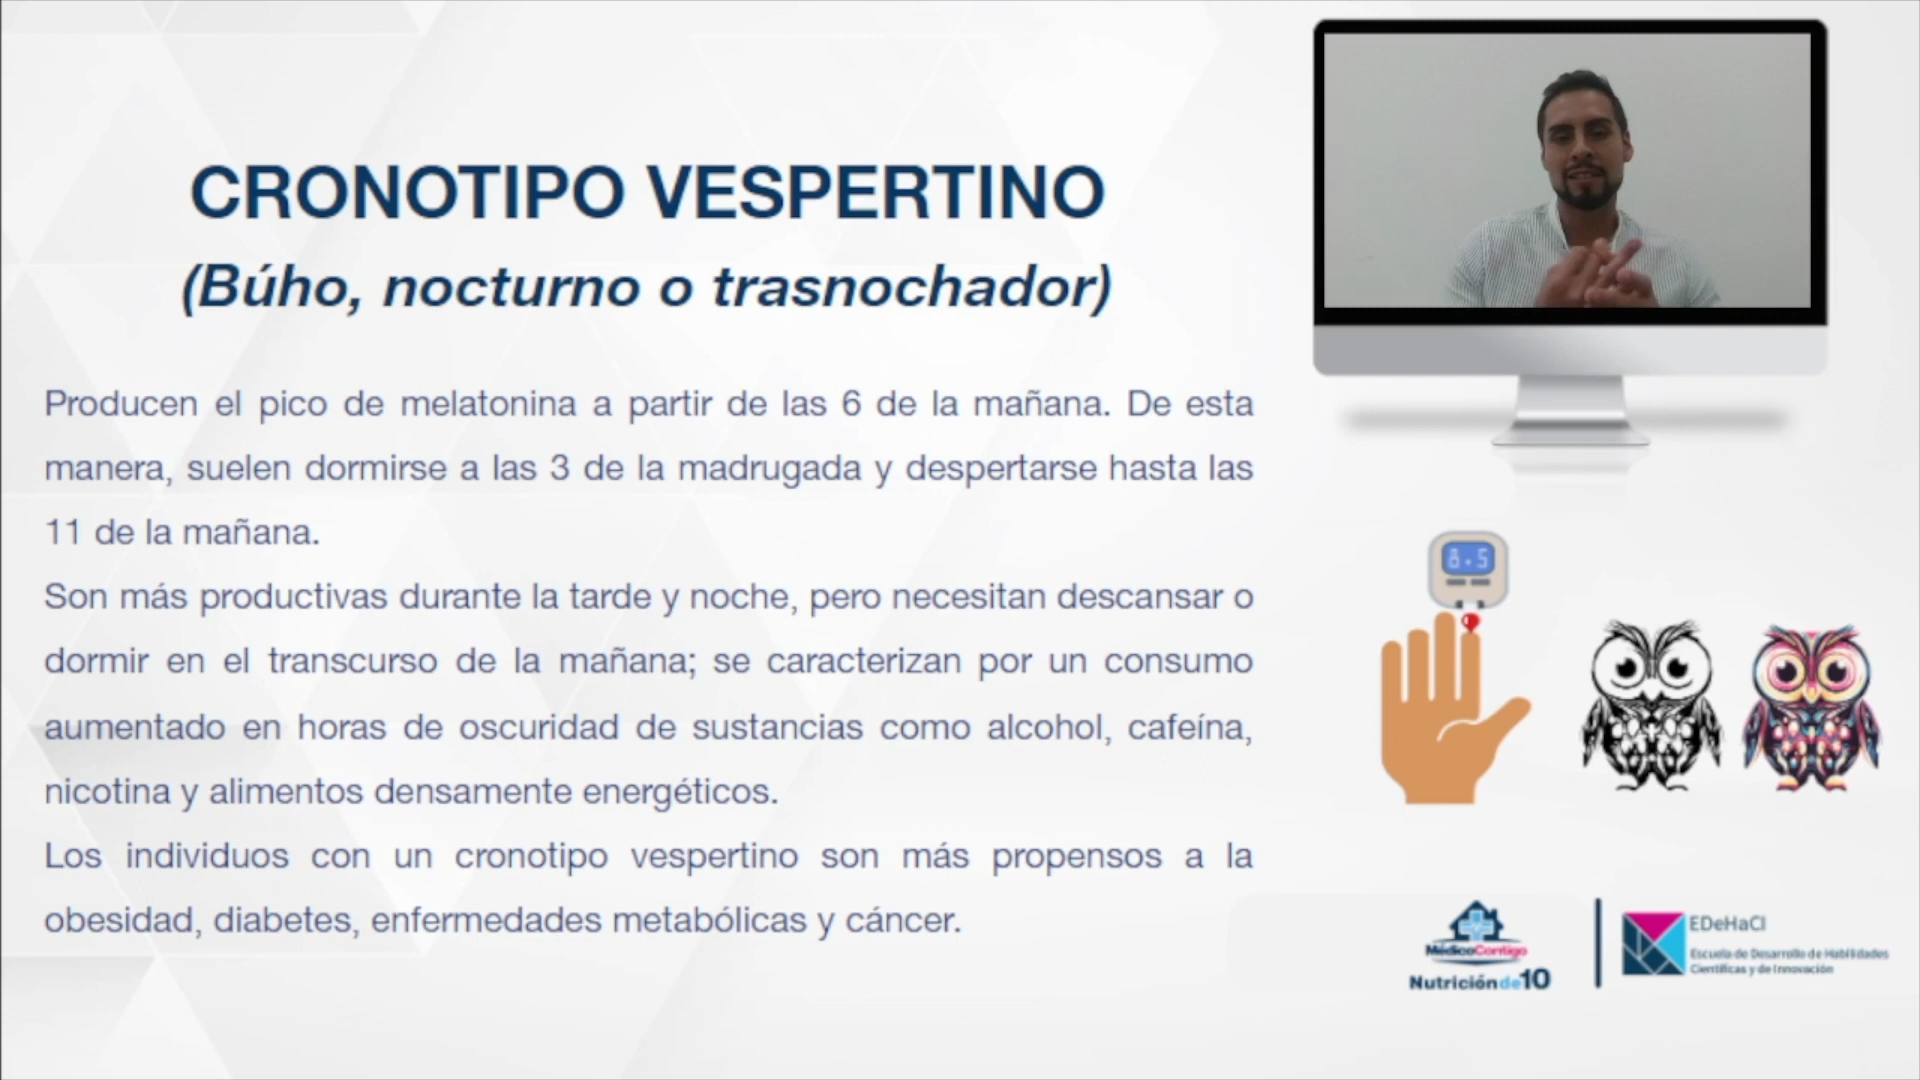 CRONOTIPO VESPERTINO
(Búho, nocturno o trasnochador)
Producen el pico de melatonina a partir de las 6 de la mañana. De esta
manera, suelen dormirse a las 3 de la madrugada y despertarse hasta las
11 de la mañana.
Son más productivas durante la tarde y noche, pero necesitan descansar o
dormir en el transcurso de la mañana; se caracterizan por un consumo
aumentado en horas de oscuridad de sustancias como alcohol, cafeína,
nicotina y alimentos densamente energéticos.
Los individuos con un cronotipo vespertino son más propensos a la
obesidad, diabetes, enfermedades metabólicas y cáncer.
8.5
MédicoContigo
Nutriciónde10
EDeHaCI
Escuela de Desarrollo de Habilidades
Científicas y de Innovación